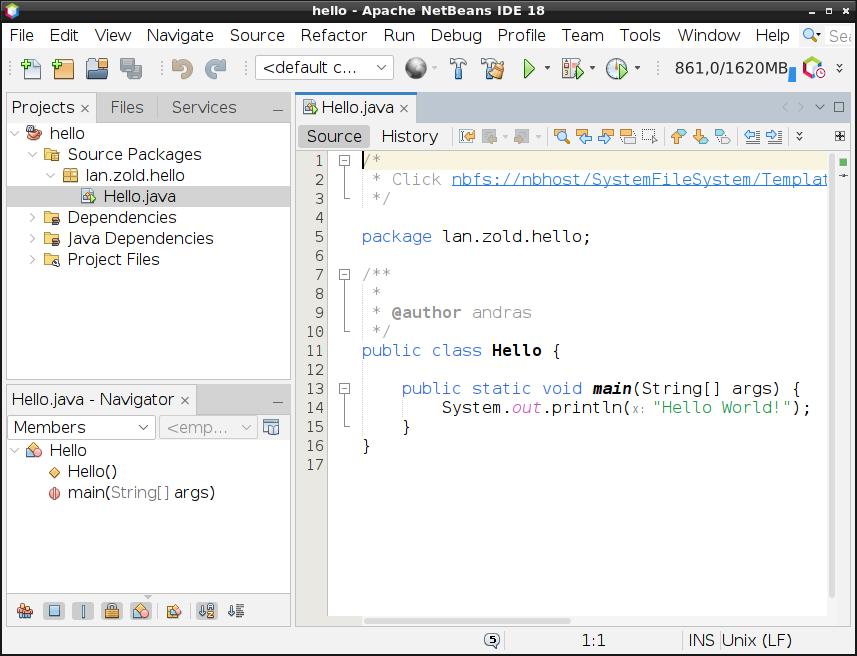 hello - Apache NetBeans IDE 18
File Edit View Navigate Source Refactor Run Debug Profile Team Tools Window Help Sea
<default c... 861,0/1620MB
Projects Files Services
hello
Source Packages
lan.zold.hello
Hello.java
Dependencies
Java Dependencies
Project Files
Hello.java - Navigator
Members <emp...
Hello
Hello()
main(String[] args)
Hello.java
Source History
1 /*
2 * Click nbfs://nbhost/SystemFileSystem/Templat
3 */
4
5 package lan.zold.hello;
6
7 /**
8 *
9 * @author andras
10 */
11 public class Hello {
12
13 public static void main(String[] args) {
14 System.out.println(x: "Hello World!");
15 }
16 }
17
5 1:1 INS Unix (LF)